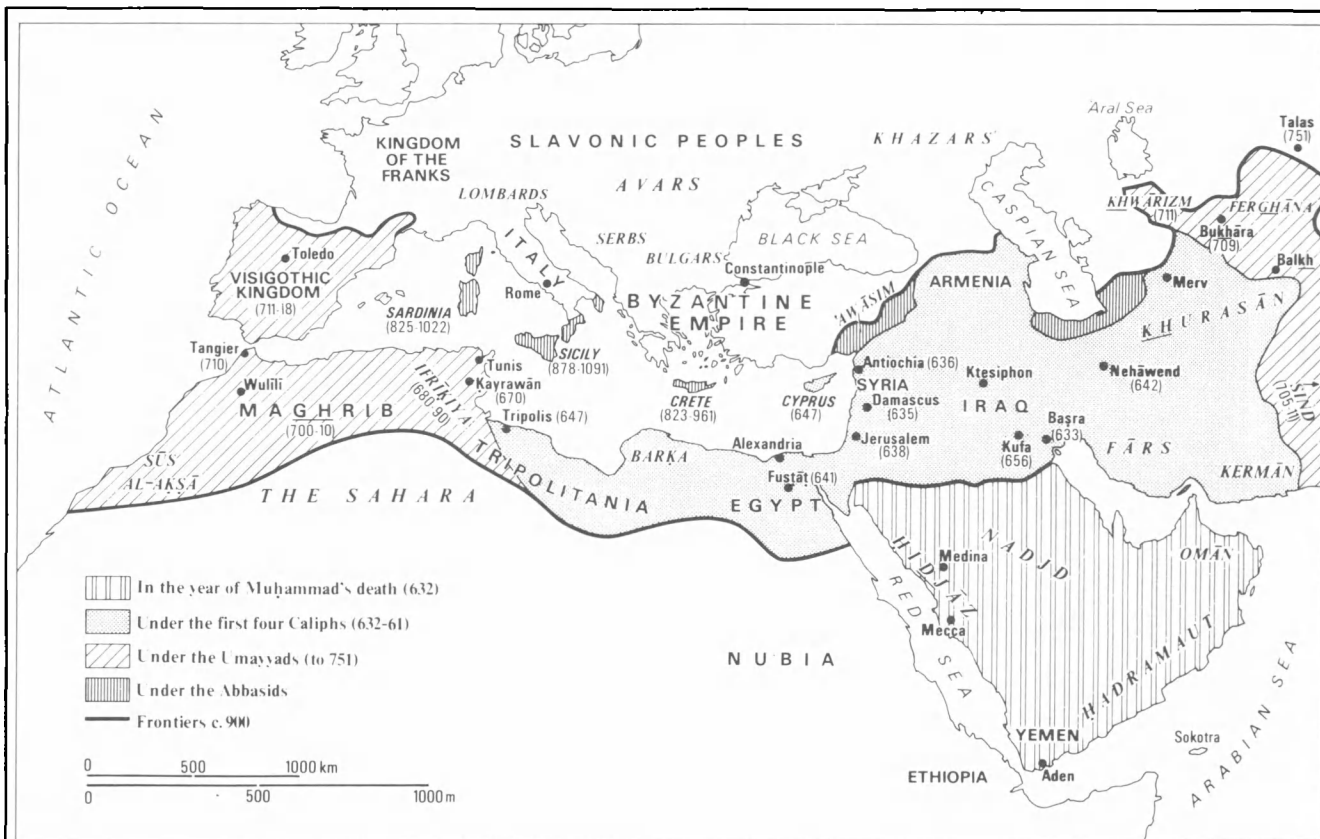 'Aral Sea
Talas
(751)
KINGDOM
OF THE
FRANKS
SLAVONIC PEOPLES
KHAZARS
ATLANTIC OCEAN
LOMBARDS
AVARS
KHWĀRIZM
(711)
FERGHĀNA
Bukhāra
(709)
Balkh
CASPIAN SEA
ITALY
SERBS
BULGARS
BLACK SEA
Toledo
VISIGOTHIC
KINGDOM
(711-18)
Constantinople
ARMENIA
Merv
Rome
SARDINIA
(825-1022)
BYZANTINE
EMPIRE
'AWĀSIM
KHURASĀN
Tangier
(710)
SICILY
(878-1091)
Tunis
Antiochia (636)
SYRIA
Ktesiphon
Nehāwend
(642)
Wulīlī
IFRĪḲIYA
(680-90)
Kayrawān
(670)
CRETE
(823-961)
CYPRUS
(647)
Damascus
(635)
IRAQ
SIND
(705-11)
MAGHRIB
(700-10)
Tripolis (647)
Baṣra
(633)
Jerusalem
(638)
Kufa
(656)
FĀRS
Alexandria
BARḲA
SŪS
AL-AḲṢĀ
TRIPOLITANIA
Fustāṭ (641)
KERMĀN
THE SAHARA
EGYPT
NADJD
OMĀN
HIDJĀZ
Medina
RED SEA
Mecca
NUBIA
ḤADRAMAUT
ARABIAN SEA
YEMEN
Sokotra
Aden
ETHIOPIA
In the year of Muḥammad's death (632)
Under the first four Caliphs (632-61)
Under the Umayyads (to 751)
Under the Abbasids
Frontiers c. 900
0 500 1000 km
0 500 1000 m